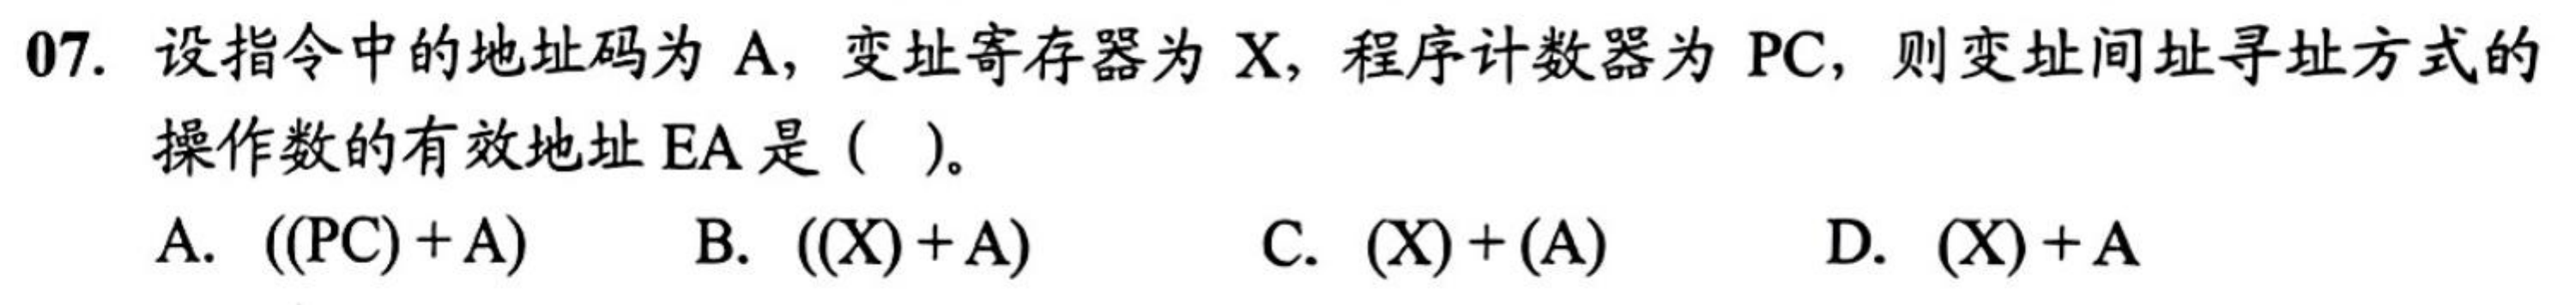 07. 设指令中的地址码为 A，变址寄存器为 X，程序计数器为 PC，则变址间址寻址方式的
操作数的有效地址 EA 是（ ）。
A. ((PC)+A) B. ((X)+A) C. (X)+(A) D. (X)+A